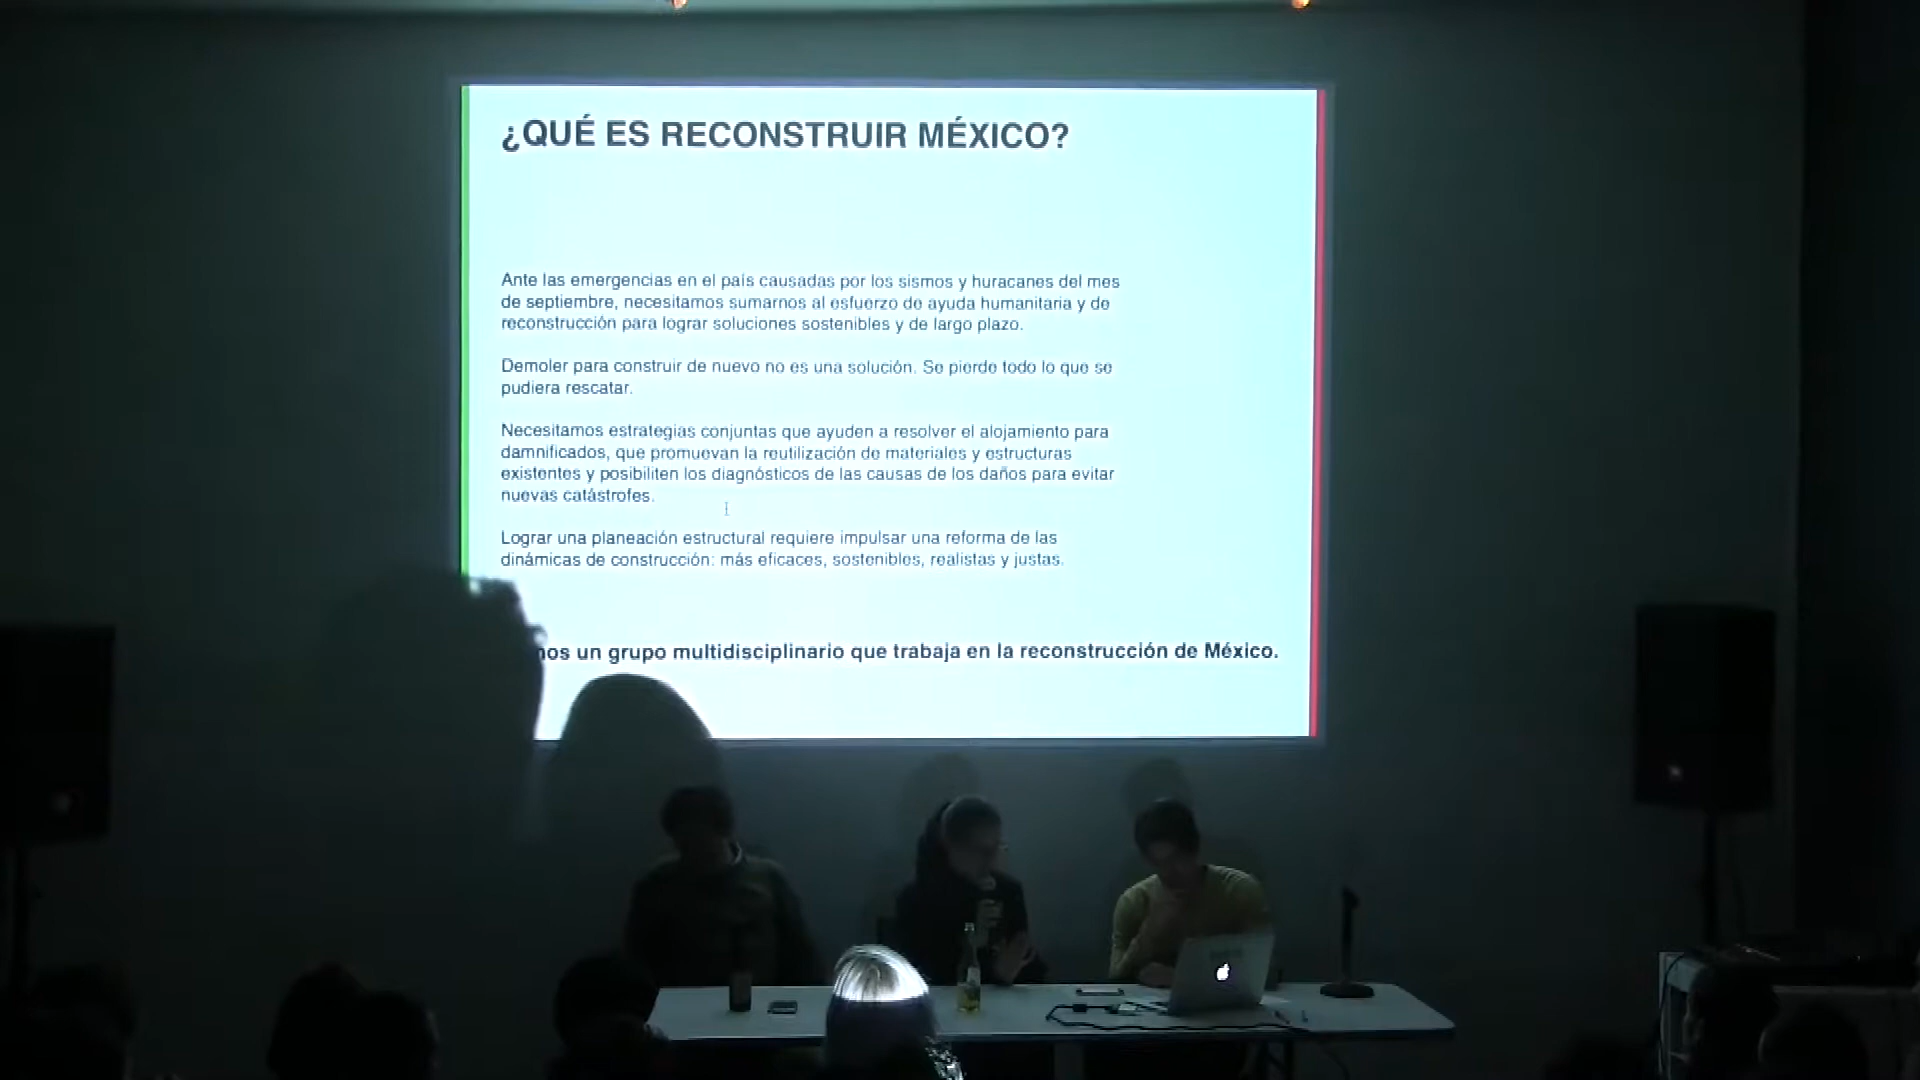 ¿QUÉ ES RECONSTRUIR MÉXICO?
Ante las emergencias en el país causadas por los sismos y huracanes del mes
de septiembre, necesitamos sumarnos al esfuerzo de ayuda humanitaria y de
reconstrucción para lograr soluciones sostenibles y de largo plazo.
Demoler para construir de nuevo no es una solución. Se pierde todo lo que se
pudiera rescatar.
Necesitamos estrategias conjuntas que ayuden a resolver el alojamiento para
damnificados, que promuevan la reutilización de materiales y estructuras
existentes y posibiliten los diagnósticos de las causas de los daños para evitar
nuevas catástrofes.
Lograr una planeación estructural requiere impulsar una reforma de las
dinámicas de construcción: más eficaces, sostenibles, realistas y justas.
un grupo multidisciplinario que trabaja en la reconstrucción de México.